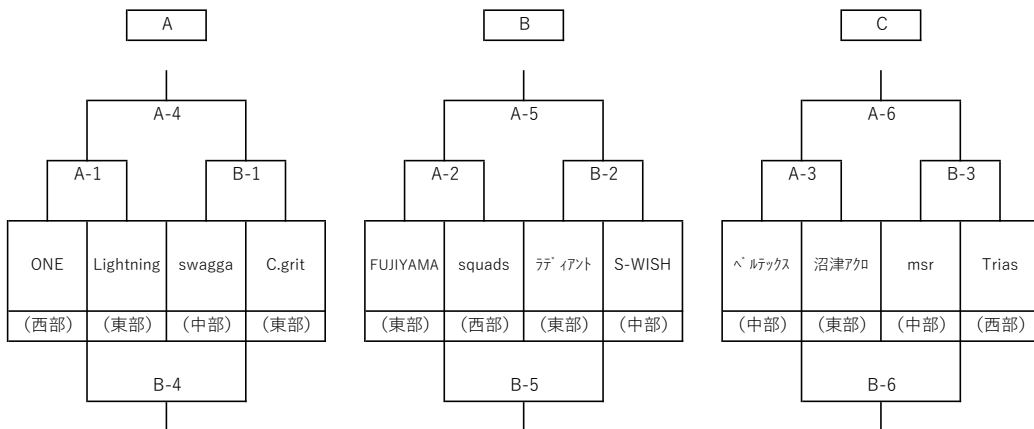 A B C
A-4 A-5 A-6
A-1 B-1 A-2 B-2 A-3 B-3
ONE Lightning swagga C.grit FUJIYAMA squads ﾗﾃﾞｨｱﾝﾄ S-WISH ﾍﾞﾙﾃｯｸｽ 沼津ｱｸﾛ msr Trias
(西部) (東部) (中部) (東部) (東部) (西部) (東部) (中部) (中部) (東部) (中部) (西部)
B-4 B-5 B-6